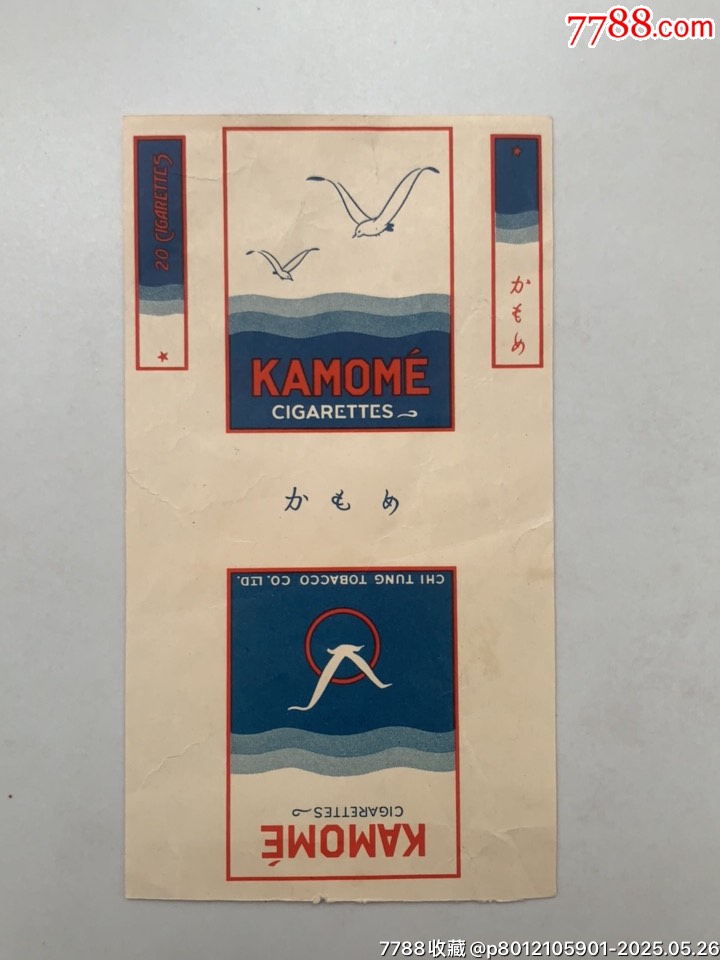 7788.com
20 CIGARETTES
KAMOMÉ
CIGARETTES
かもめ
かもめ
CHI TUNG TOBACCO CO. LTD.
CIGARETTES
KAMOMÉ
7788收藏@p8012105901-2025.05.26